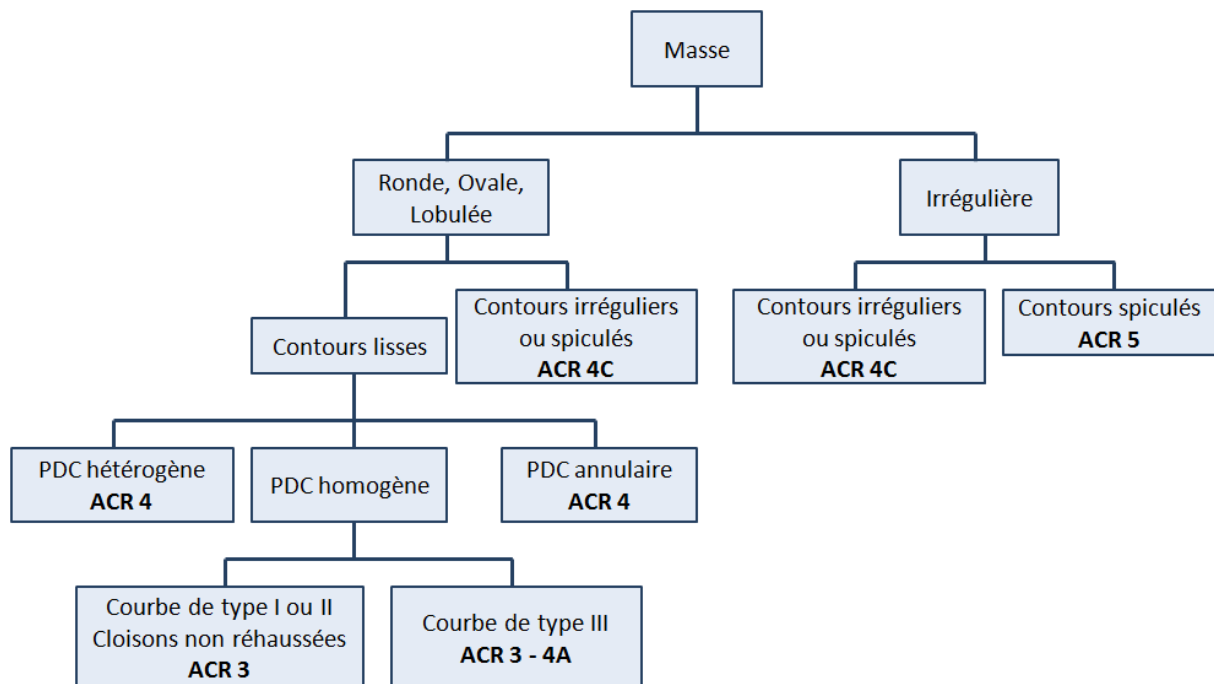 Masse
Ronde, Ovale,
Lobulée
Irrégulière
Contours lisses
Contours irréguliers
ou spiculés
ACR 4C
Contours irréguliers
ou spiculés
ACR 4C
Contours spiculés
ACR 5
PDC hétérogène
ACR 4
PDC homogène
PDC annulaire
ACR 4
Courbe de type I ou II
Cloisons non réhaussées
ACR 3
Courbe de type III
ACR 3 - 4A